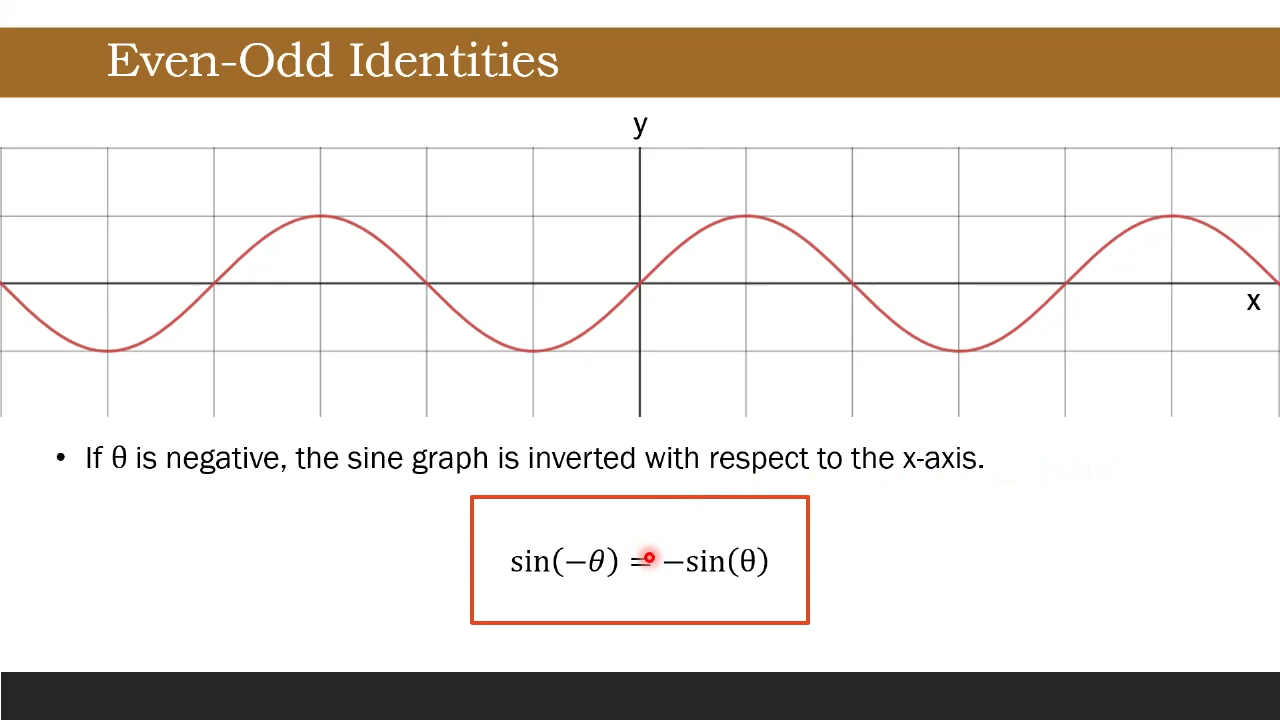 Even-Odd Identities
y
x
• If θ is negative, the sine graph is inverted with respect to the x-axis.
sin(−𝜃) = −sin(θ)